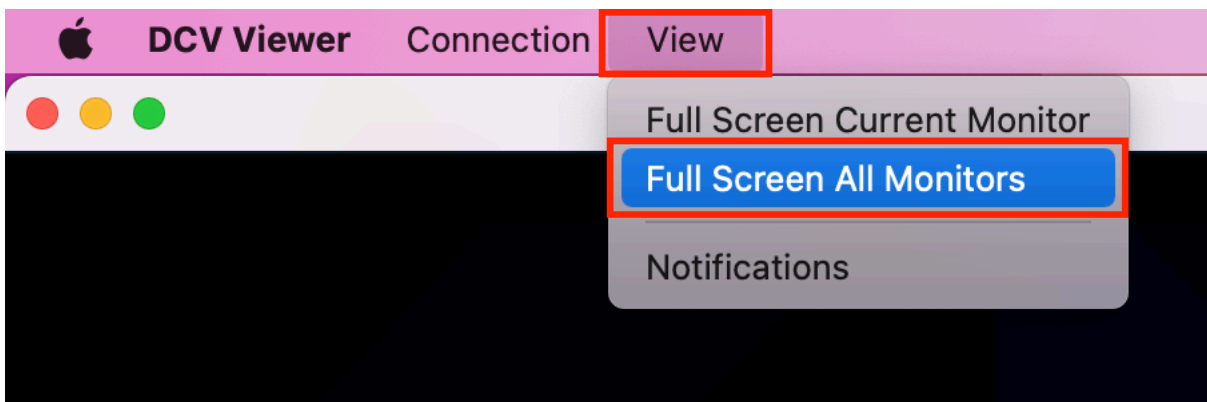 DCV Viewer Connection View
Full Screen Current Monitor
Full Screen All Monitors
Notifications